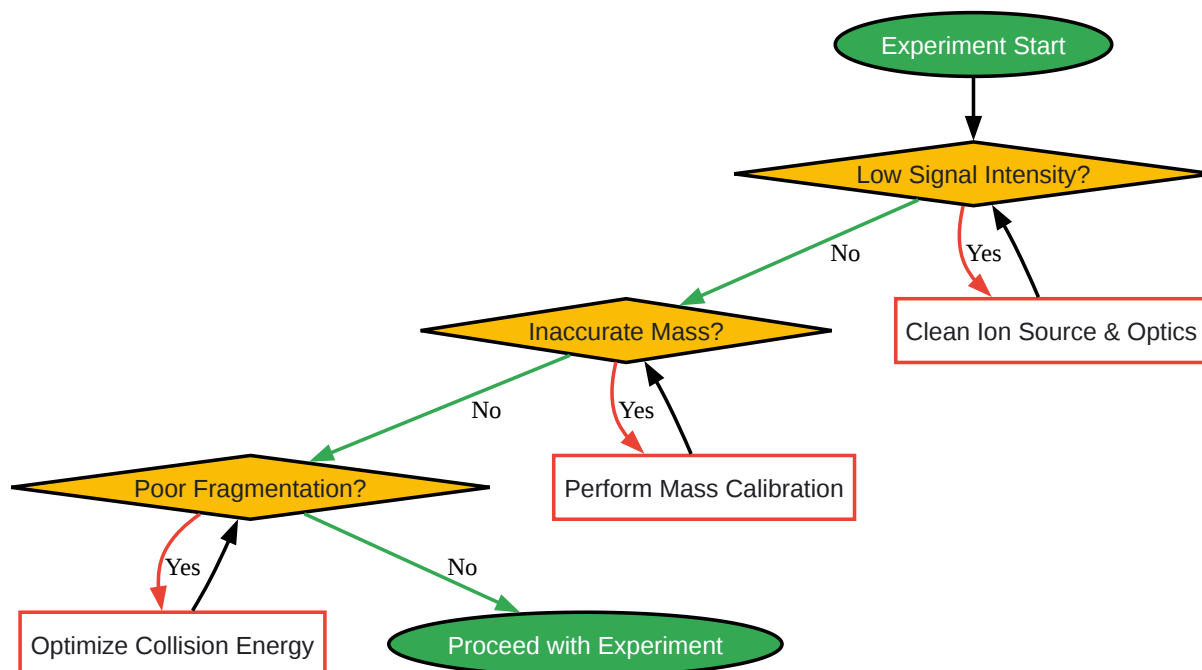 Experiment Start
Low Signal Intensity?
No
Yes
Clean Ion Source & Optics
Inaccurate Mass?
No
Yes
Perform Mass Calibration
Poor Fragmentation?
Yes
No
Optimize Collision Energy
Proceed with Experiment